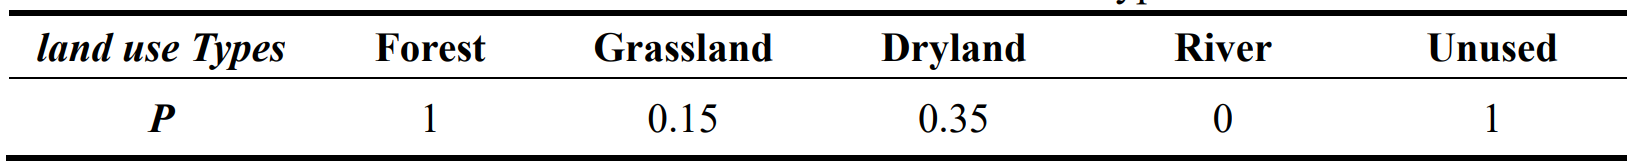 land use Types Forest Grassland Dryland River Unused
P 1 0.15 0.35 0 1